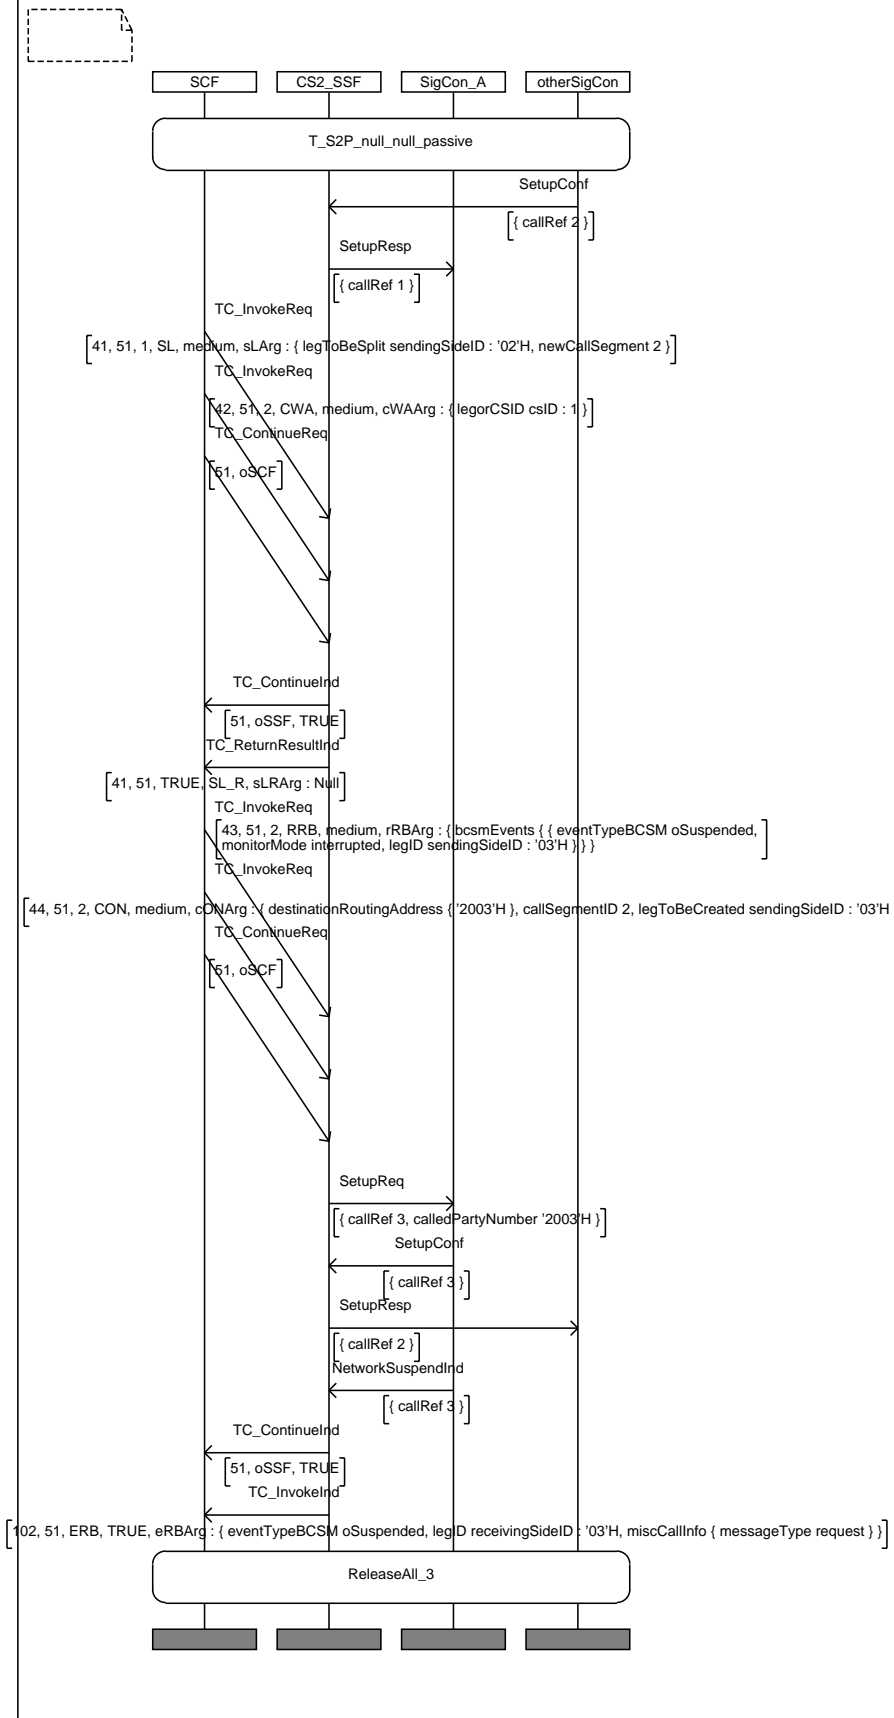 SCF CS2_SSF SigCon_A otherSigCon
T_S2P_null_null_passive
SetupConf
{ callRef 2 }
SetupResp
{ callRef 1 }
TC_InvokeReq
41, 51, 1, SL, medium, sLArg : { legToBeSplit sendingSideID : '02'H, newCallSegment 2 }
TC_InvokeReq
42, 51, 2, CWA, medium, cWAArg : { legorCSID csID : 1 }
TC_ContinueReq
51, oSCF
TC_ContinueInd
51, oSSF, TRUE
TC_ReturnResultInd
41, 51, TRUE, SL_R, sLRArg : Null
TC_InvokeReq
43, 51, 2, RRB, medium, rRBArg : { bcsmEvents { { eventTypeBCSM oSuspended,
monitorMode interrupted, legID sendingSideID : '03'H } } }
TC_InvokeReq
44, 51, 2, CON, medium, cONArg : { destinationRoutingAddress { '2003'H }, callSegmentID 2, legToBeCreated sendingSideID : '03'H
TC_ContinueReq
51, oSCF
SetupReq
{ callRef 3, calledPartyNumber '2003'H }
SetupConf
{ callRef 3 }
SetupResp
{ callRef 2 }
NetworkSuspendInd
{ callRef 3 }
TC_ContinueInd
51, oSSF, TRUE
TC_InvokeInd
102, 51, ERB, TRUE, eRBArg : { eventTypeBCSM oSuspended, legID receivingSideID : '03'H, miscCallInfo { messageType request } }
ReleaseAll_3